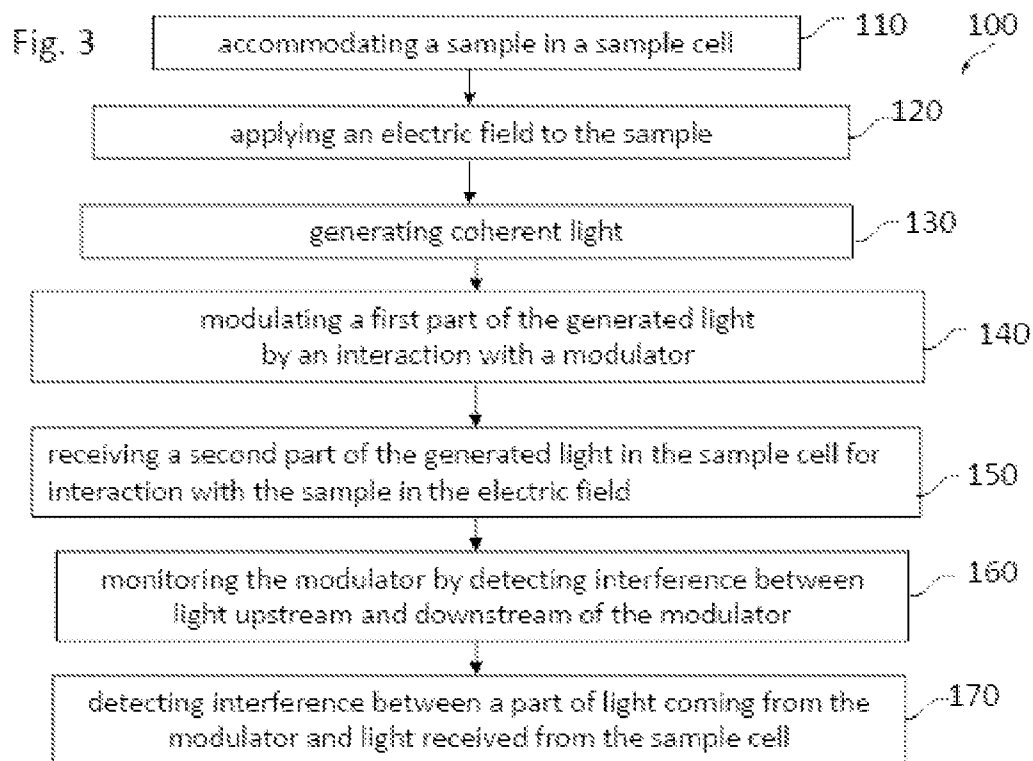 Fig. 3
100
accommodating a sample in a sample cell
110
applying an electric field to the sample
120
generating coherent light
130
modulating a first part of the generated light
by an interaction with a modulator
140
receiving a second part of the generated light in the sample cell for
interaction with the sample in the electric field
150
monitoring the modulator by detecting interference between
light upstream and downstream of the modulator
160
detecting interference between a part of light coming from the
modulator and light received from the sample cell
170